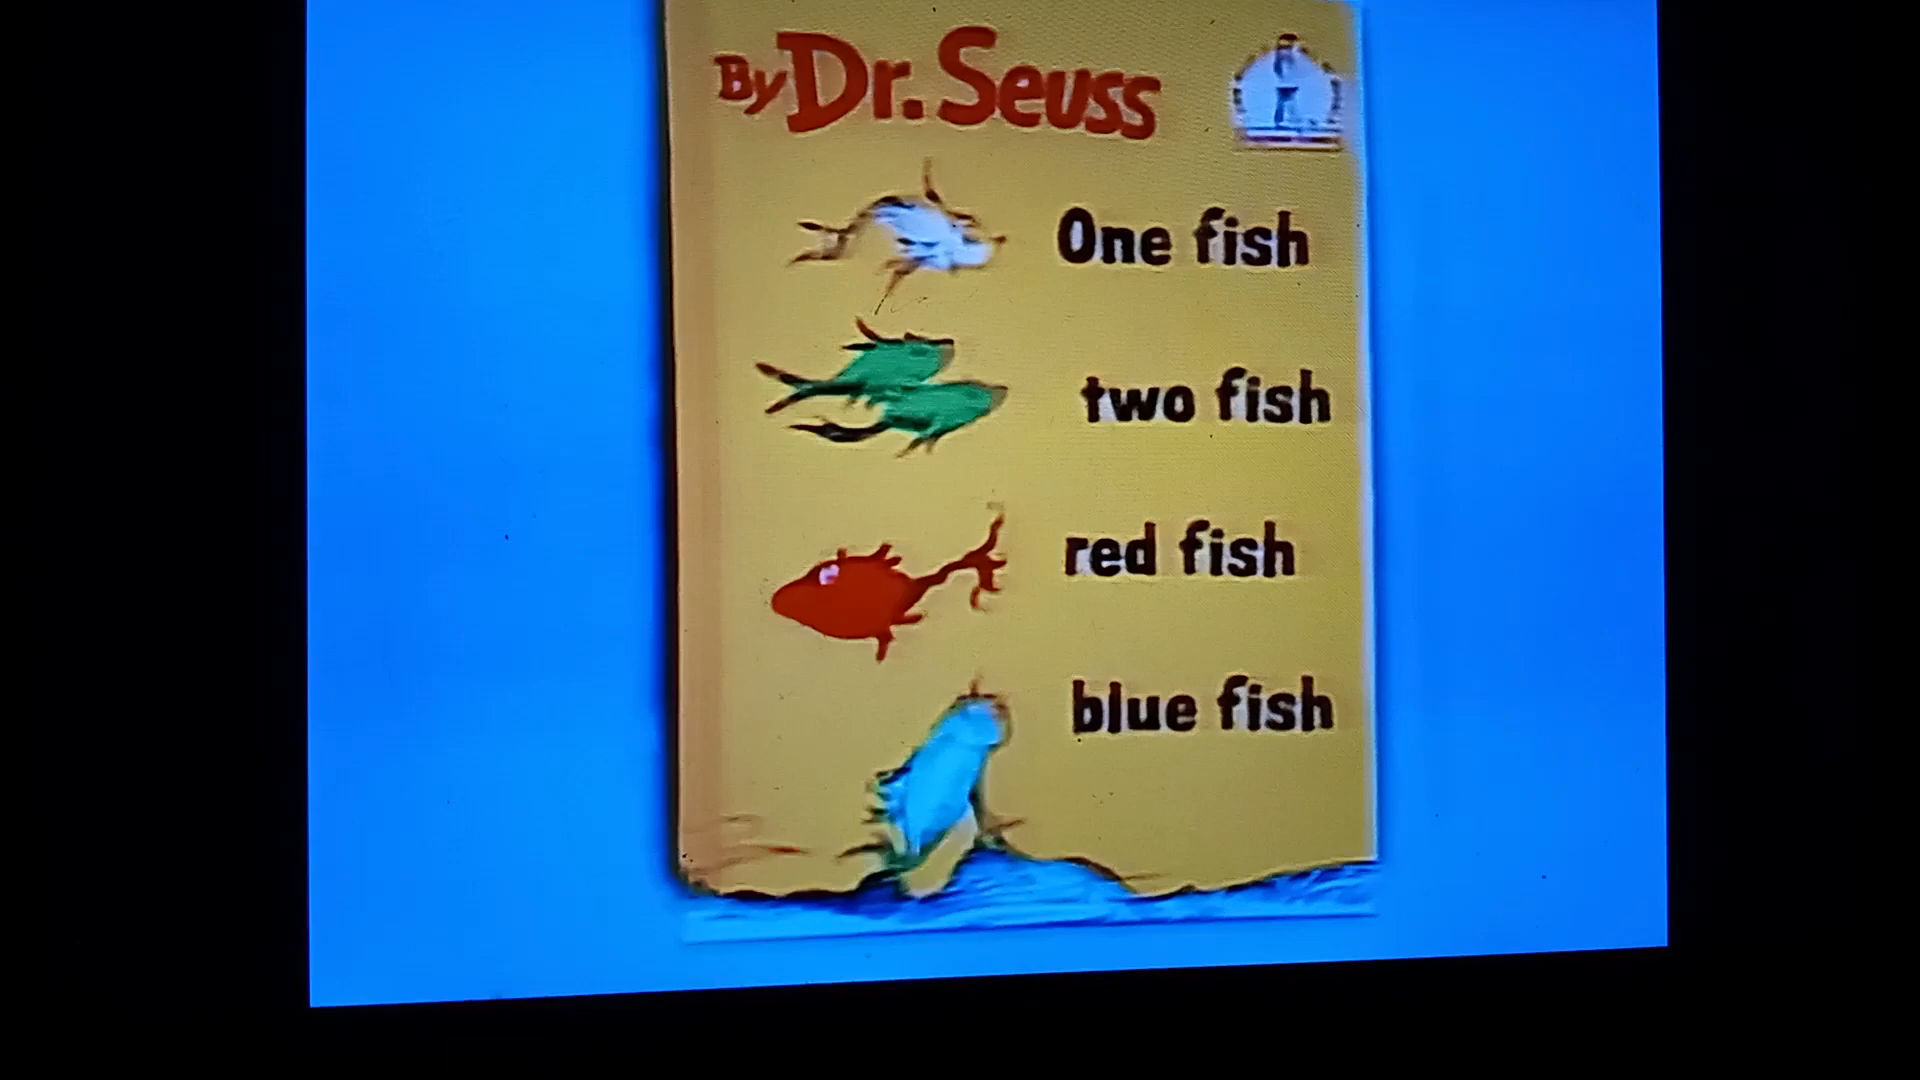 By Dr. Seuss
One fish
two fish
red fish
blue fish